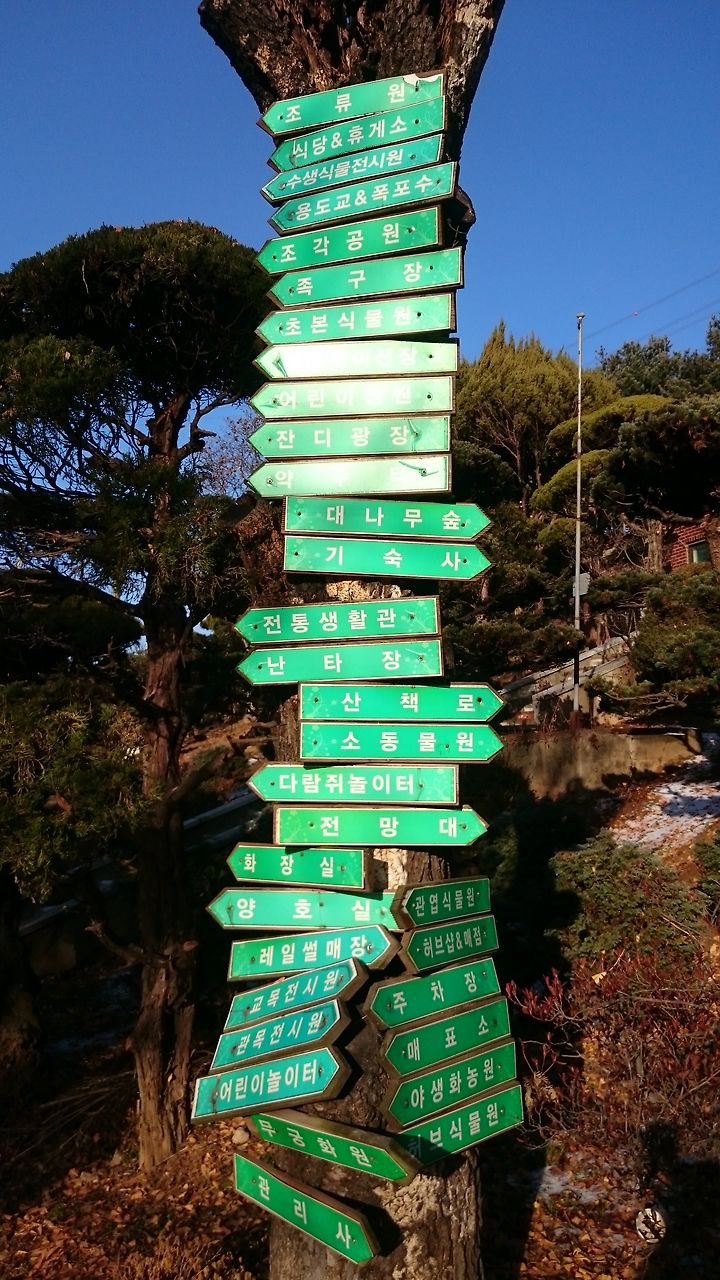 조류원
식당&휴게소
수생식물전시원
용도교&폭포수
조각공원
족구장
초본식물원
어린이
잔디광장
대나무숲
기숙사
전통생활관
난타장
산책로
소동물원
다람쥐놀이터
전망대
화장실
양호실
관엽식물원
레일썰매장
허브샵&매점
교목전시원
주차장
관목전시원
매표소
어린이놀이터
야생화농원
무궁화원
허브식물원
관리사